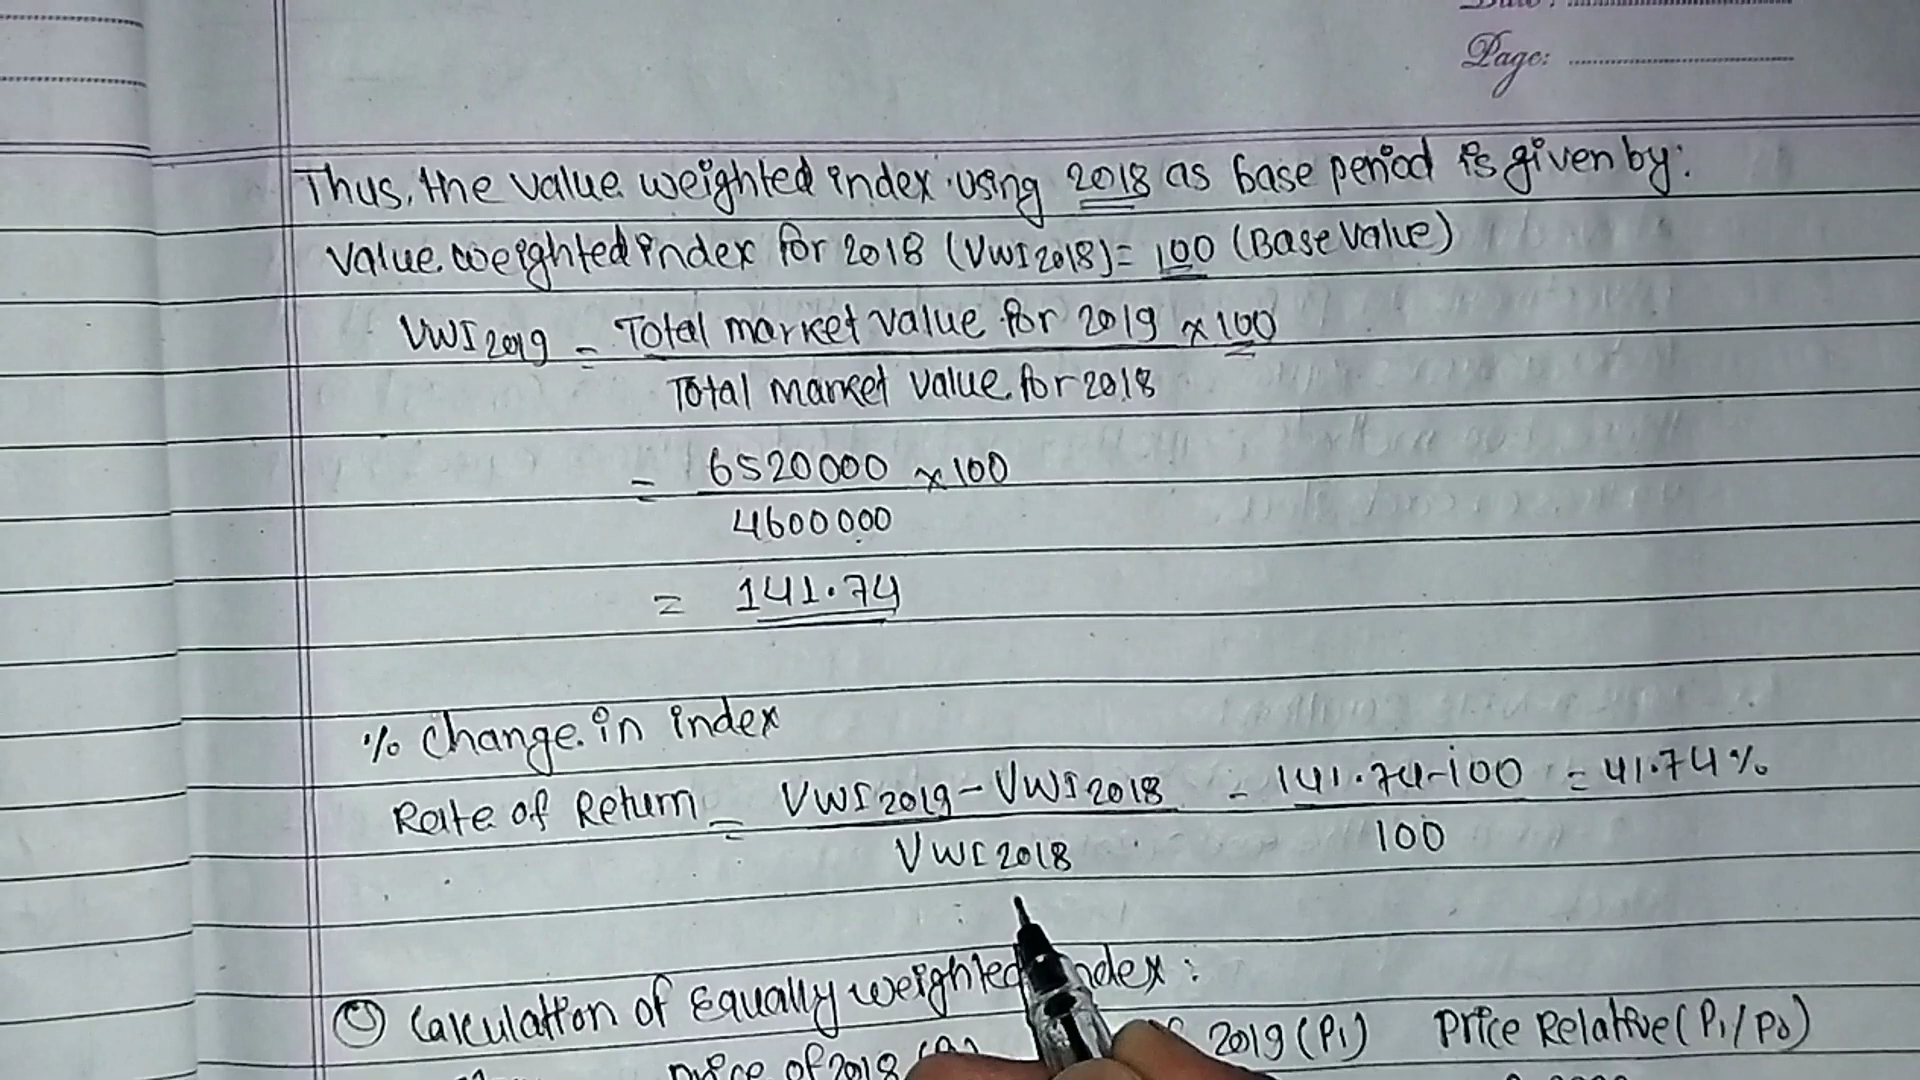 Page:
Thus, the value weighted index using 2018 as base period is given by:
value weighted index for 2018 (VWI2018)= 100 (Base value)
VWI2019 = Total market value for 2019 x 100
Total market value for 2018
= 6520000 x 100
4600000
= 141.74
% change in index
Rate of Return = VWI2019 - VWI2018 = 141.74-100 = 41.74%
VWI2018 100
Calculation of Equally weighted
2019 (P1) Price Relative (P1/P0)
price of 2018